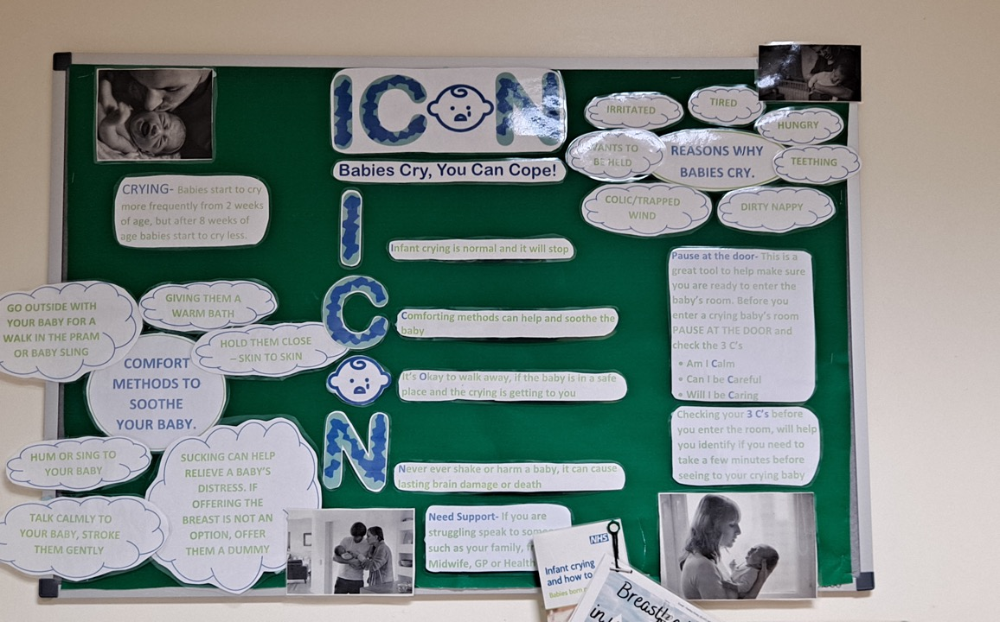 ICON
Babies Cry, You Can Cope!
CRYING- Babies start to cry
more frequently from 2 weeks
of age, but after 8 weeks of
age babies start to cry less.
GO OUTSIDE WITH
YOUR BABY FOR A
WALK IN THE PRAM
OR BABY SLING
GIVING THEM A
WARM BATH
HOLD THEM CLOSE
– SKIN TO SKIN
COMFORT
METHODS TO
SOOTHE
YOUR BABY.
HUM OR SING TO
YOUR BABY
TALK CALMLY TO
YOUR BABY, STROKE
THEM GENTLY
SUCKING CAN HELP
RELIEVE A BABY'S
DISTRESS. IF
OFFERING THE
BREAST IS NOT AN
OPTION, OFFER
THEM A DUMMY
I
Infant crying is normal and it will stop
C
Comforting methods can help and soothe the
baby
O
It's Okay to walk away, if the baby is in a safe
place and the crying is getting to you
N
Never ever shake or harm a baby, it can cause
lasting brain damage or death
Need Support- If you are
struggling speak to
such as your family,
Midwife, GP or Health
NHS
Infant crying
and how to
Babies born
in
IRRITATED
TIRED
HUNGRY
WANTS TO
BE HELD
REASONS WHY
BABIES CRY.
TEETHING
COLIC/TRAPPED
WIND
DIRTY NAPPY
Pause at the door- This is a
great tool to help make sure
you are ready to enter the
baby's room. Before you
enter a crying baby's room
PAUSE AT THE DOOR and
check the 3 C's
• Am I Calm
• Can I be Careful
• Will I be Caring
Checking your 3 C's before
you enter the room, will help
you identify if you need to
take a few minutes before
seeing to your crying baby